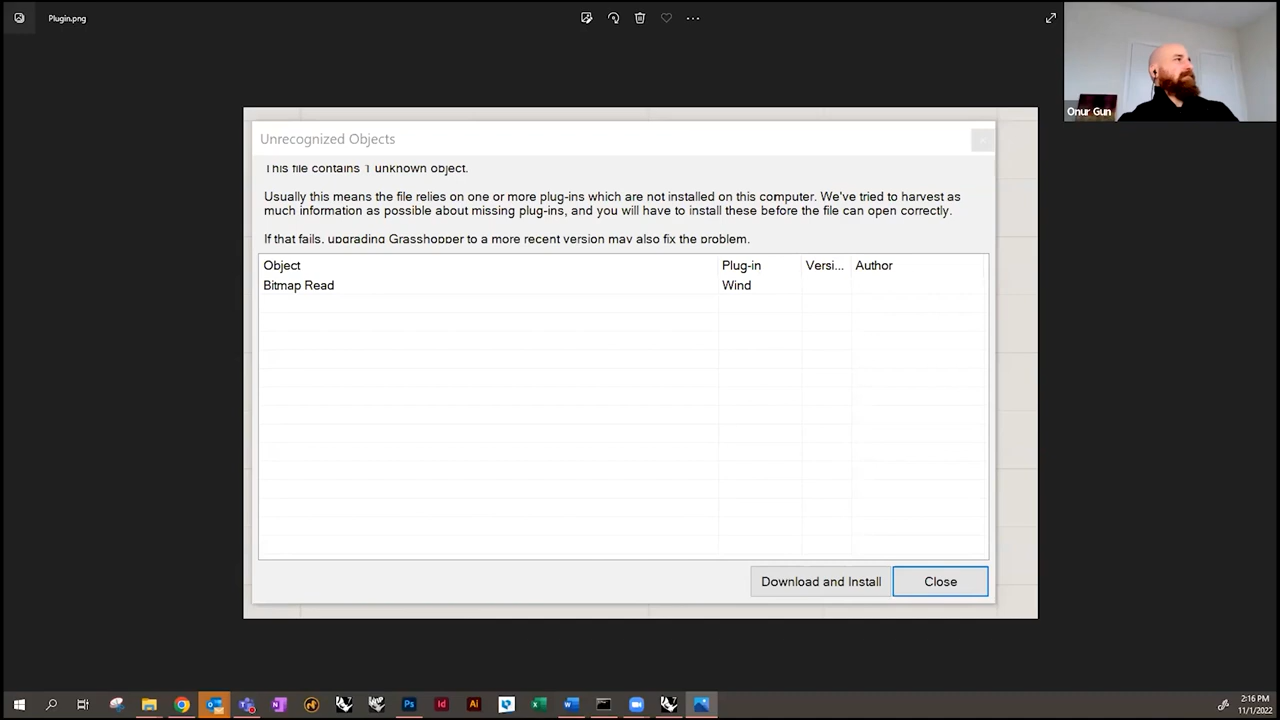 Plugin.png
Onur Gun
Unrecognized Objects
This file contains 1 unknown object.
Usually this means the file relies on one or more plug-ins which are not installed on this computer. We've tried to harvest as
much information as possible about missing plug-ins, and you will have to install these before the file can open correctly.
If that fails, upgrading Grasshopper to a more recent version may also fix the problem.
Object Plug-in Versi... Author
Bitmap Read Wind
Download and Install Close
2:16 PM
11/1/2022